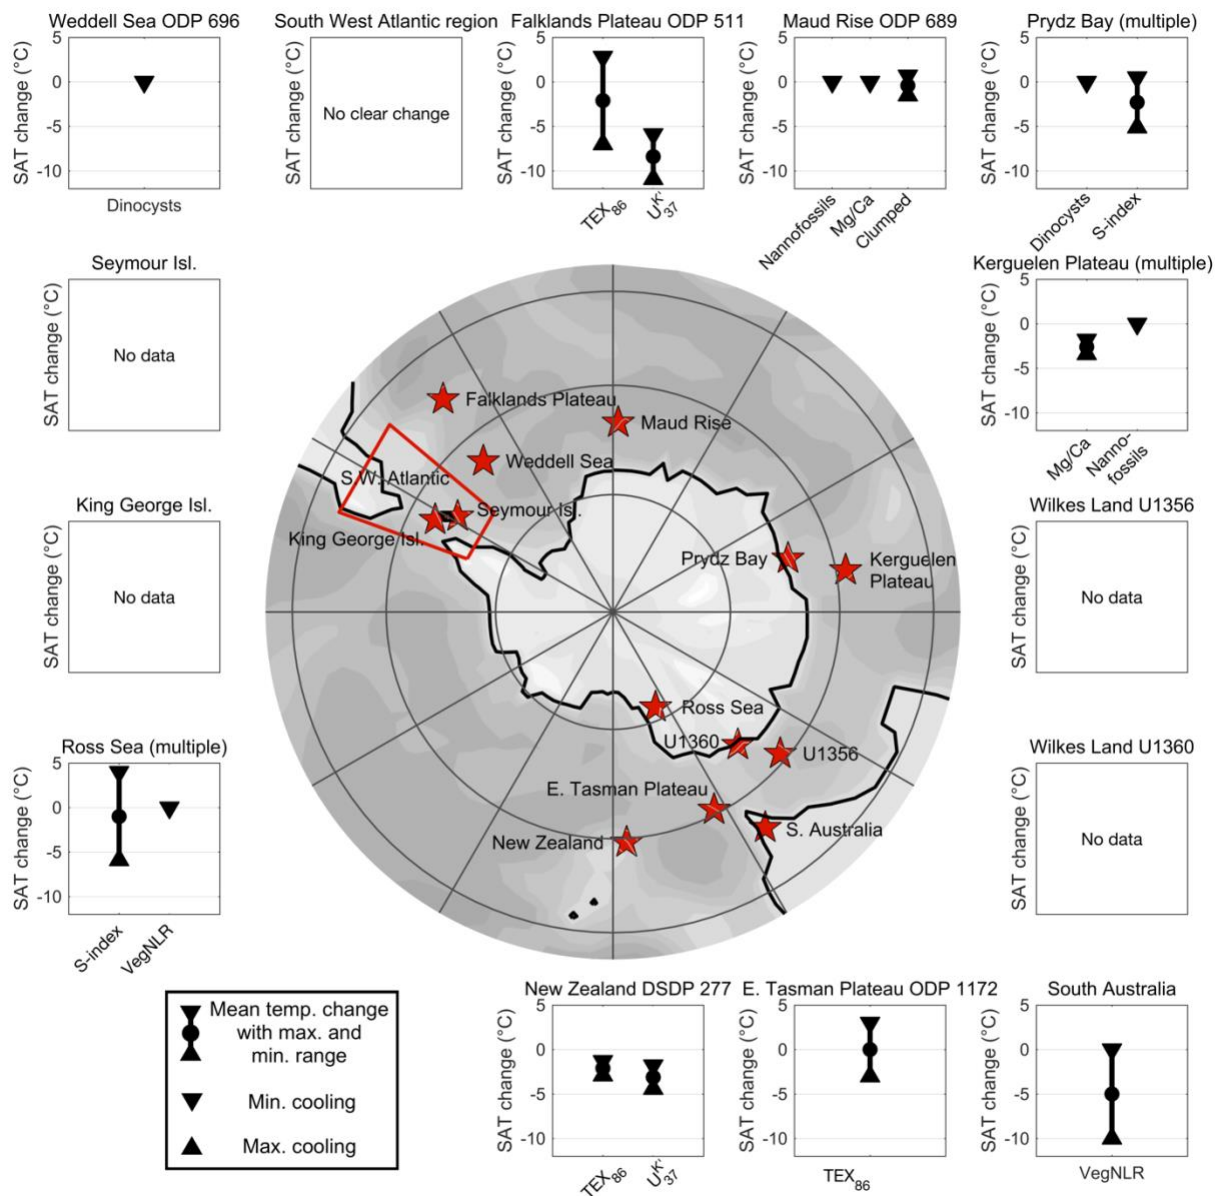 Weddell Sea ODP 696
SAT change (°C)
5
0
-5
-10
Dinocysts
South West Atlantic region
SAT change (°C)
No clear change
Falklands Plateau ODP 511
SAT change (°C)
5
0
-5
-10
TEX₈₆
U₃₇ᴷ'
Maud Rise ODP 689
SAT change (°C)
5
0
-5
-10
Nannofossils
Mg/Ca
Clumped
Prydz Bay (multiple)
SAT change (°C)
5
0
-5
-10
Dinocysts
S-index
Seymour Isl.
SAT change (°C)
No data
Kerguelen Plateau (multiple)
SAT change (°C)
5
0
-5
-10
Mg/Ca
Nanno-
fossils
Falklands Plateau
Maud Rise
Weddell Sea
S.W. Atlantic
Seymour Isl.
King George Isl.
Prydz Bay
Kerguelen
Plateau
Ross Sea
U1360
U1356
E. Tasman Plateau
S. Australia
New Zealand
King George Isl.
SAT change (°C)
No data
Wilkes Land U1356
SAT change (°C)
No data
Ross Sea (multiple)
SAT change (°C)
5
0
-5
-10
S-index
VegNLR
Wilkes Land U1360
SAT change (°C)
No data
Mean temp. change
with max. and
min. range
Min. cooling
Max. cooling
New Zealand DSDP 277
SAT change (°C)
5
0
-5
-10
TEX₈₆
U₃₇ᴷ'
E. Tasman Plateau ODP 1172
SAT change (°C)
5
0
-5
-10
TEX₈₆
South Australia
SAT change (°C)
5
0
-5
-10
VegNLR